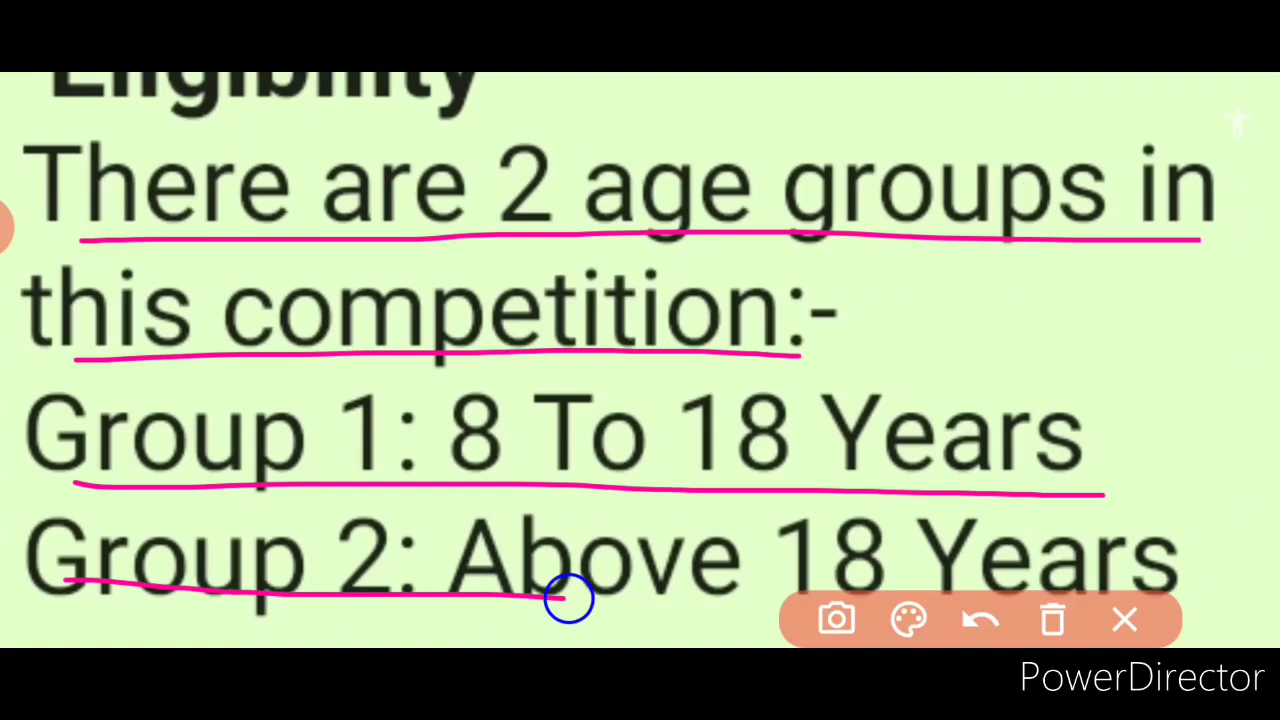 Eligibility
There are 2 age groups in
this competition:-
Group 1: 8 To 18 Years
Group 2: Above 18 Years
PowerDirector